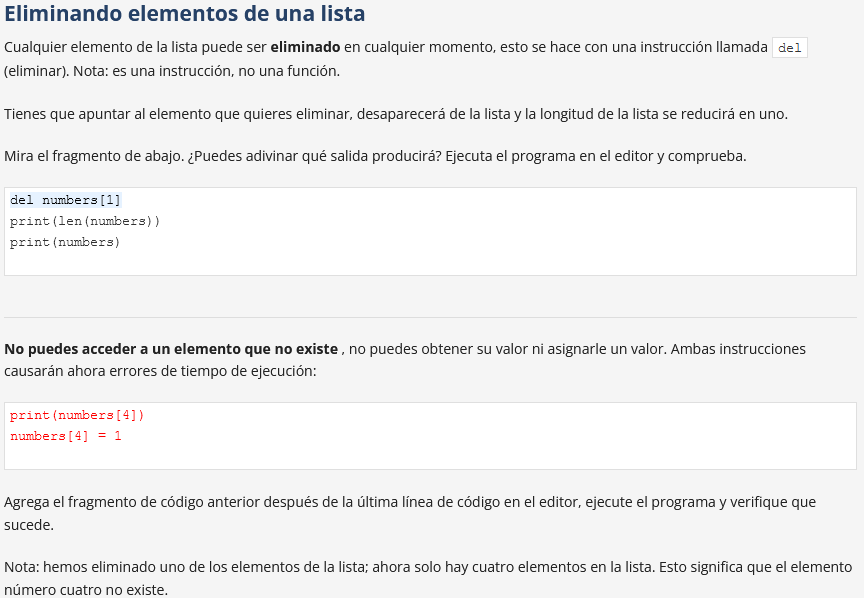 Eliminando elementos de una lista
Cualquier elemento de la lista puede ser eliminado en cualquier momento, esto se hace con una instrucción llamada del
(eliminar). Nota: es una instrucción, no una función.
Tienes que apuntar al elemento que quieres eliminar, desaparecerá de la lista y la longitud de la lista se reducirá en uno.
Mira el fragmento de abajo. ¿Puedes adivinar qué salida producirá? Ejecuta el programa en el editor y comprueba.
del numbers[1]
print(len(numbers))
print(numbers)
No puedes acceder a un elemento que no existe , no puedes obtener su valor ni asignarle un valor. Ambas instrucciones
causarán ahora errores de tiempo de ejecución:
print(numbers[4])
numbers[4] = 1
Agrega el fragmento de código anterior después de la última línea de código en el editor, ejecute el programa y verifique que
sucede.
Nota: hemos eliminado uno de los elementos de la lista; ahora solo hay cuatro elementos en la lista. Esto significa que el elemento
número cuatro no existe.